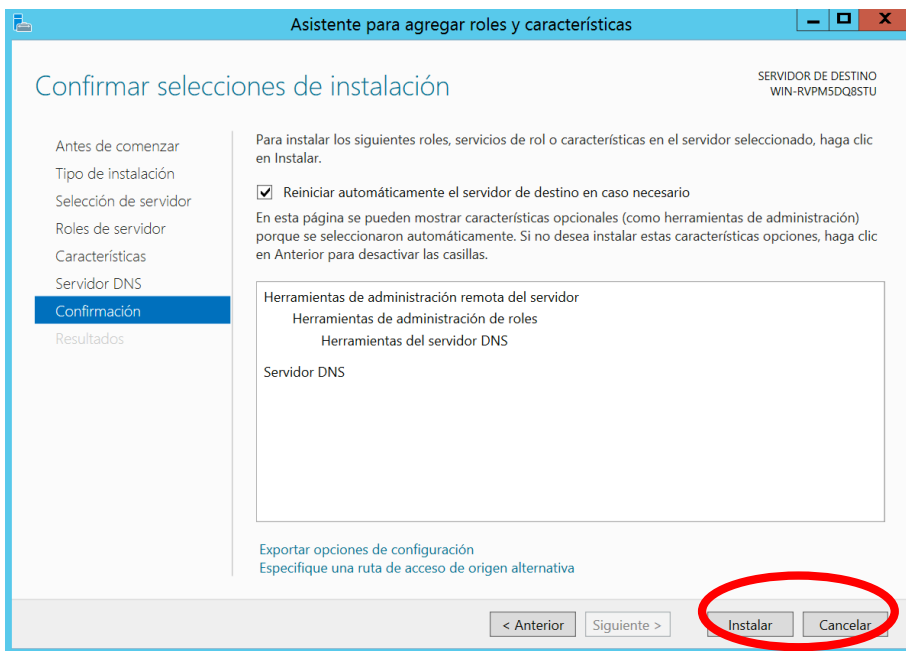 Asistente para agregar roles y características
Confirmar selecciones de instalación
SERVIDOR DE DESTINO
WIN-RVPM5DQ8STU
Antes de comenzar
Tipo de instalación
Selección de servidor
Roles de servidor
Características
Servidor DNS
Confirmación
Resultados
Para instalar los siguientes roles, servicios de rol o características en el servidor seleccionado, haga clic
en Instalar.
Reiniciar automáticamente el servidor de destino en caso necesario
En esta página se pueden mostrar características opcionales (como herramientas de administración)
porque se seleccionaron automáticamente. Si no desea instalar estas características opciones, haga clic
en Anterior para desactivar las casillas.
Herramientas de administración remota del servidor
Herramientas de administración de roles
Herramientas del servidor DNS
Servidor DNS
Exportar opciones de configuración
Especifique una ruta de acceso de origen alternativa
< Anterior Siguiente > Instalar Cancelar